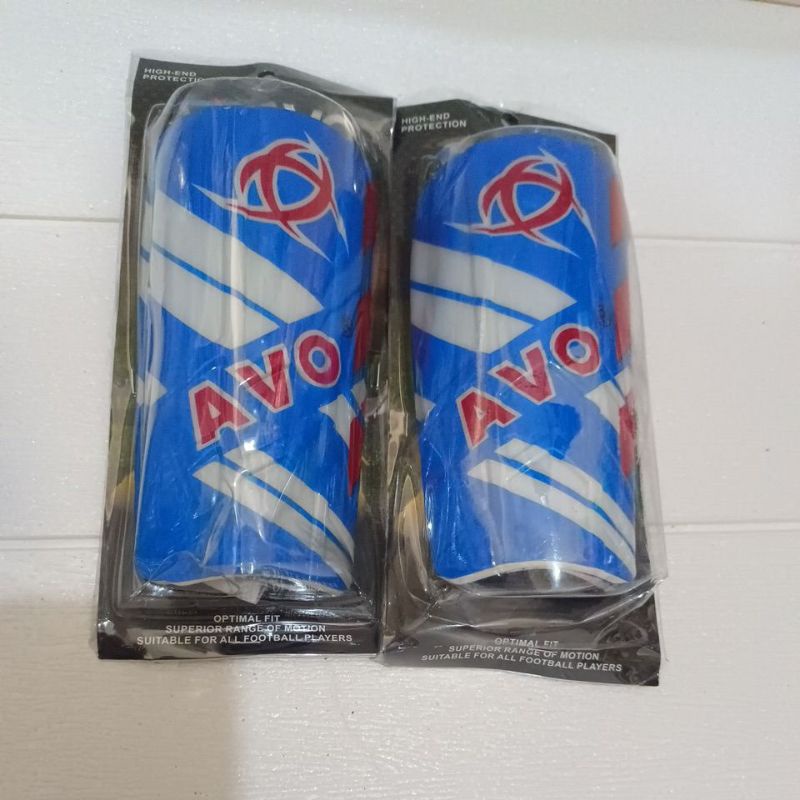 HIGH-END
PROTECTION
AVO
OPTIMAL FIT
SUPERIOR RANGE OF MOTION
SUITABLE FOR ALL FOOTBALL PLAYERS
HIGH-END
PROTECTION
AVO
OPTIMAL FIT
SUPERIOR RANGE OF MOTION
SUITABLE FOR ALL FOOTBALL PLAYERS